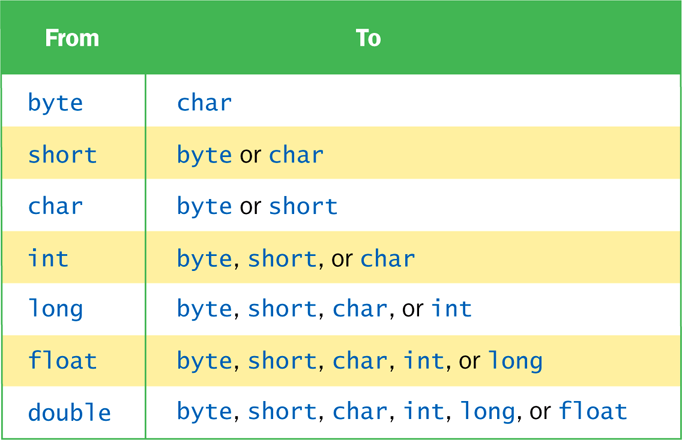 From To
byte char
short byte or char
char byte or short
int byte, short, or char
long byte, short, char, or int
float byte, short, char, int, or long
double byte, short, char, int, long, or float